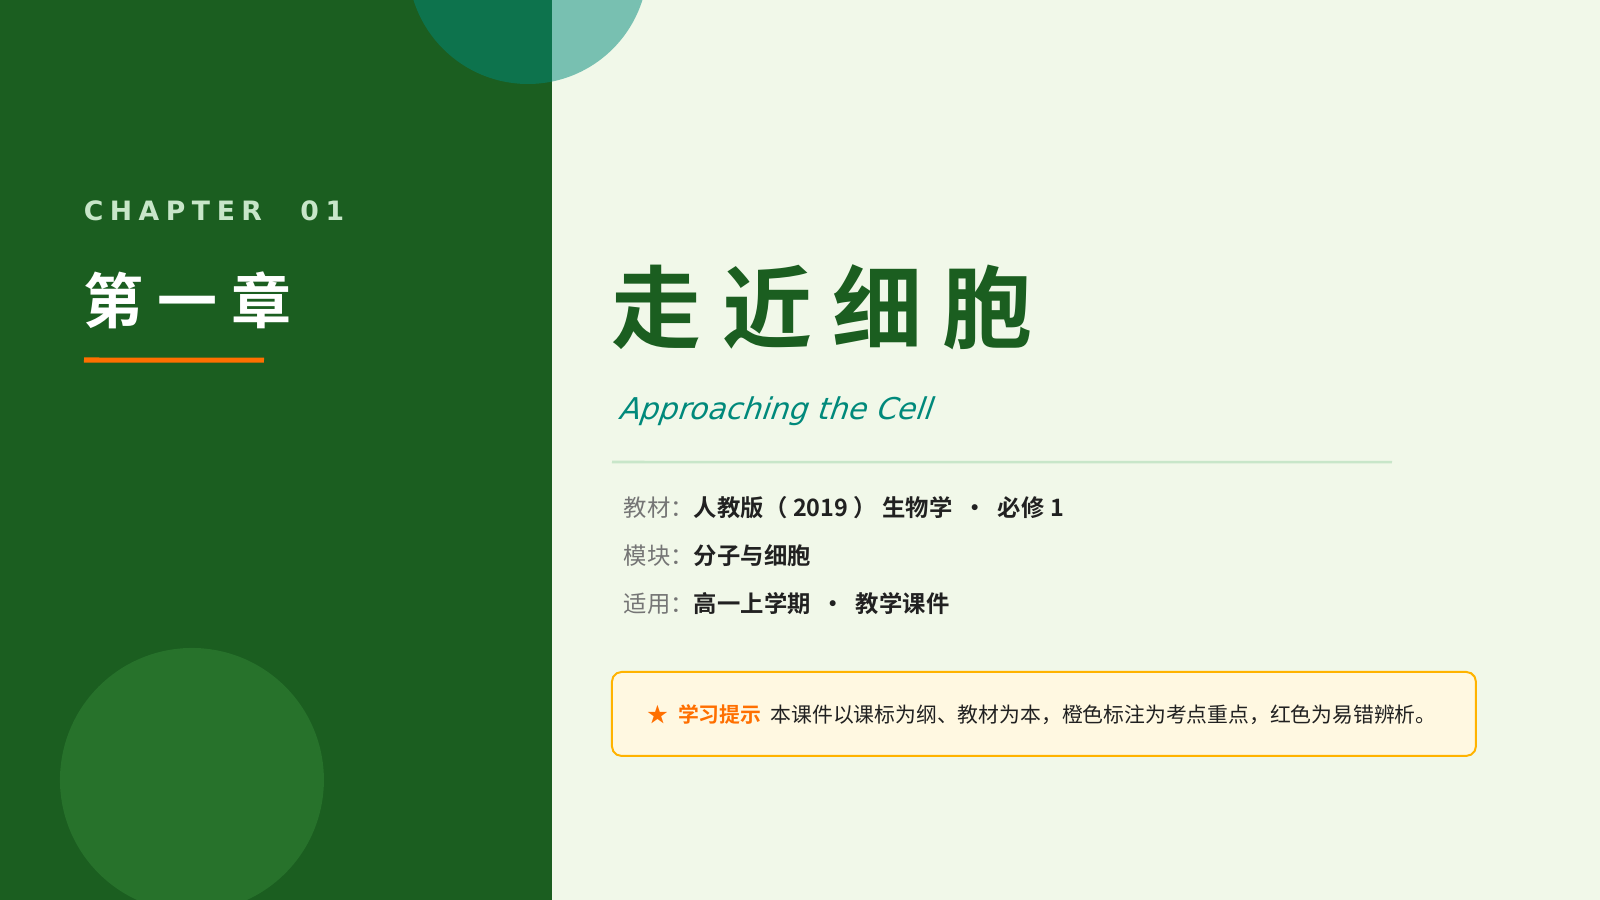 CHAPTER 01
第一章
走近细胞
Approaching the Cell
教材：人教版（2019） 生物学 · 必修1
模块：分子与细胞
适用：高一上学期 · 教学课件
★ 学习提示 本课件以课标为纲、教材为本，橙色标注为考点重点，红色为易错辨析。